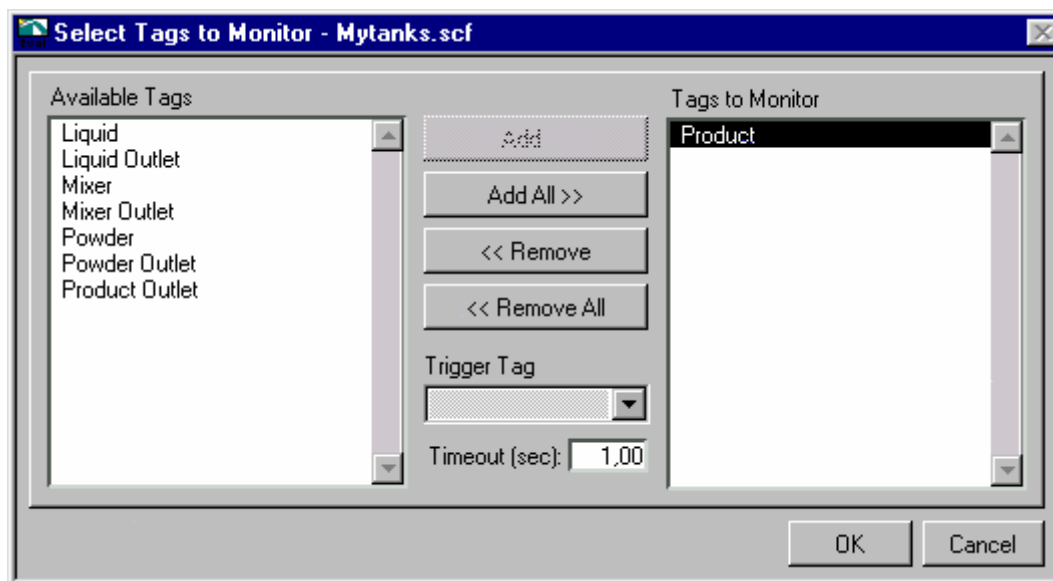 Select Tags to Monitor - Mytanks.scf
Available Tags
Liquid
Liquid Outlet
Mixer
Mixer Outlet
Powder
Powder Outlet
Product Outlet
Add
Add All >>
<< Remove
<< Remove All
Trigger Tag
Timeout (sec): 1,00
Tags to Monitor
Product
OK
Cancel